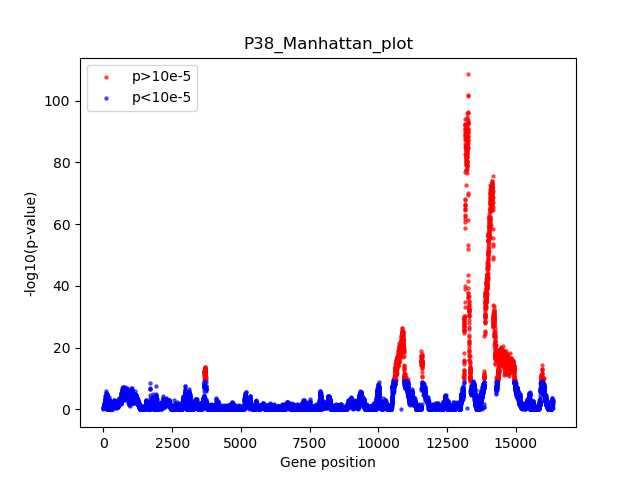 P38_Manhattan_plot
p>10e-5
p<10e-5
-log10(p-value)
100
80
60
40
20
0
0 2500 5000 7500 10000 12500 15000
Gene position